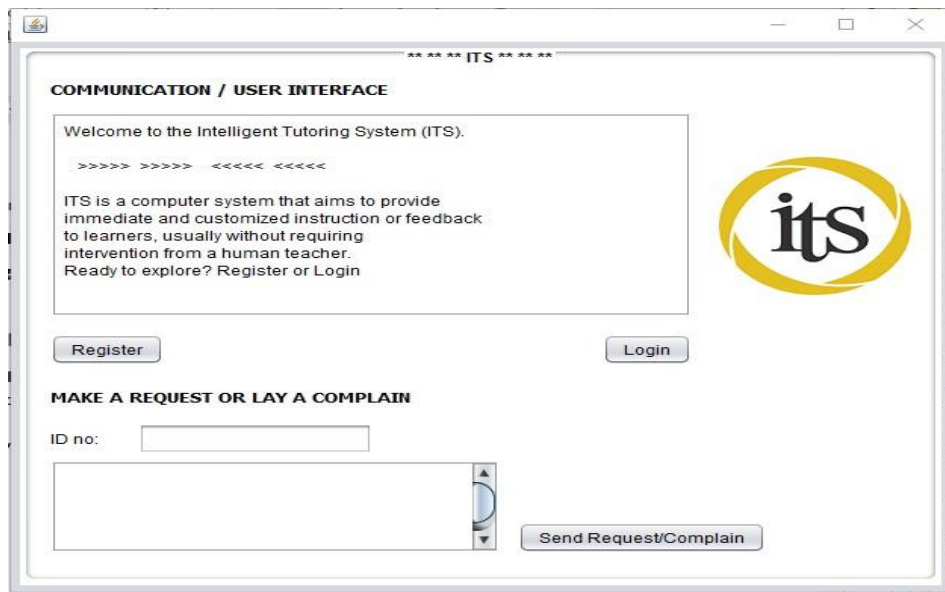 ** ** ** ITS ** ** **
COMMUNICATION / USER INTERFACE
Welcome to the Intelligent Tutoring System (ITS).
>>>>> >>>>> <<<<< <<<<<
ITS is a computer system that aims to provide
immediate and customized instruction or feedback
to learners, usually without requiring
intervention from a human teacher.
Ready to explore? Register or Login
its
Register
Login
MAKE A REQUEST OR LAY A COMPLAIN
ID no:
Send Request/Complain